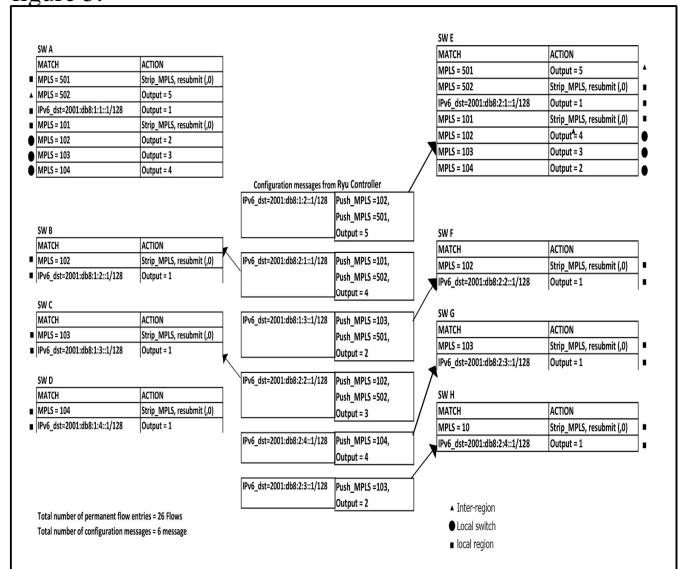 figure 5.
SW A
MATCH ACTION
MPLS = 501 Strip_MPLS, resubmit (,0)
MPLS = 502 Output = 5
IPv6_dst=2001:db8:1:1::1/128 Output = 1
MPLS = 101 Strip_MPLS, resubmit (,0)
MPLS = 102 Output = 2
MPLS = 103 Output = 3
MPLS = 104 Output = 4
SW B
MATCH ACTION
MPLS = 102 Strip_MPLS, resubmit (,0)
IPv6_dst=2001:db8:1:2::1/128 Output = 1
SW C
MATCH ACTION
MPLS = 103 Strip_MPLS, resubmit (,0)
IPv6_dst=2001:db8:1:3::1/128 Output = 1
SW D
MATCH ACTION
MPLS = 104 Strip_MPLS, resubmit (,0)
IPv6_dst=2001:db8:1:4::1/128 Output = 1
Total number of permanent flow entries = 26 Flows
Total number of configuration messages = 6 message
Configuration messages from Ryu Controller
IPv6_dst=2001:db8:1:2::1/128 Push_MPLS =102,
Push_MPLS =501,
Output = 5
IPv6_dst=2001:db8:2:1::1/128 Push_MPLS =101,
Push_MPLS =502,
Output = 4
IPv6_dst=2001:db8:1:3::1/128 Push_MPLS =103,
Push_MPLS =501,
Output = 2
IPv6_dst=2001:db8:2:2::1/128 Push_MPLS =102,
Push_MPLS =502,
Output = 3
IPv6_dst=2001:db8:2:4::1/128 Push_MPLS =104,
Output = 4
IPv6_dst=2001:db8:2:3::1/128 Push_MPLS =103,
Output = 2
SW E
MATCH ACTION
MPLS = 501 Output = 5
MPLS = 502 Strip_MPLS, resubmit (,0)
IPv6_dst=2001:db8:2:1::1/128 Output = 1
MPLS = 101 Strip_MPLS, resubmit (,0)
MPLS = 102 Output = 4
MPLS = 103 Output = 3
MPLS = 104 Output = 2
SW F
MATCH ACTION
MPLS = 102 Strip_MPLS, resubmit (,0)
IPv6_dst=2001:db8:2:2::1/128 Output = 1
SW G
MATCH ACTION
MPLS = 103 Strip_MPLS, resubmit (,0)
IPv6_dst=2001:db8:2:3::1/128 Output = 1
SW H
MATCH ACTION
MPLS = 10 Strip_MPLS, resubmit (,0)
IPv6_dst=2001:db8:2:4::1/128 Output = 1
Inter-region
Local switch
local region